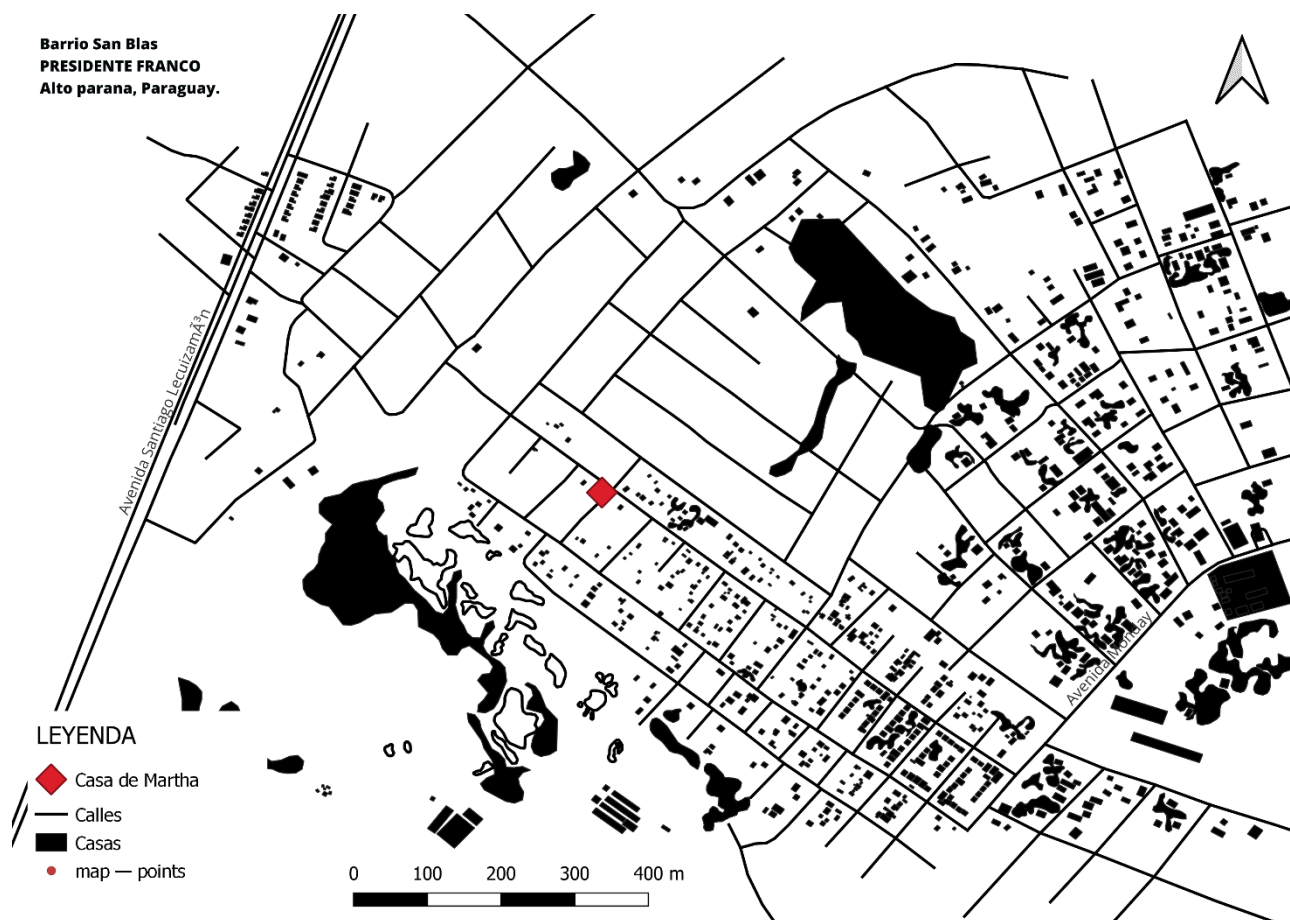 Barrio San Blas
PRESIDENTE FRANCO
Alto parana, Paraguay.
Avenida Santiago LecuizamÃ³n
Avenida Monday
LEYENDA
Casa de Martha
Calles
Casas
map — points
0 100 200 300 400 m